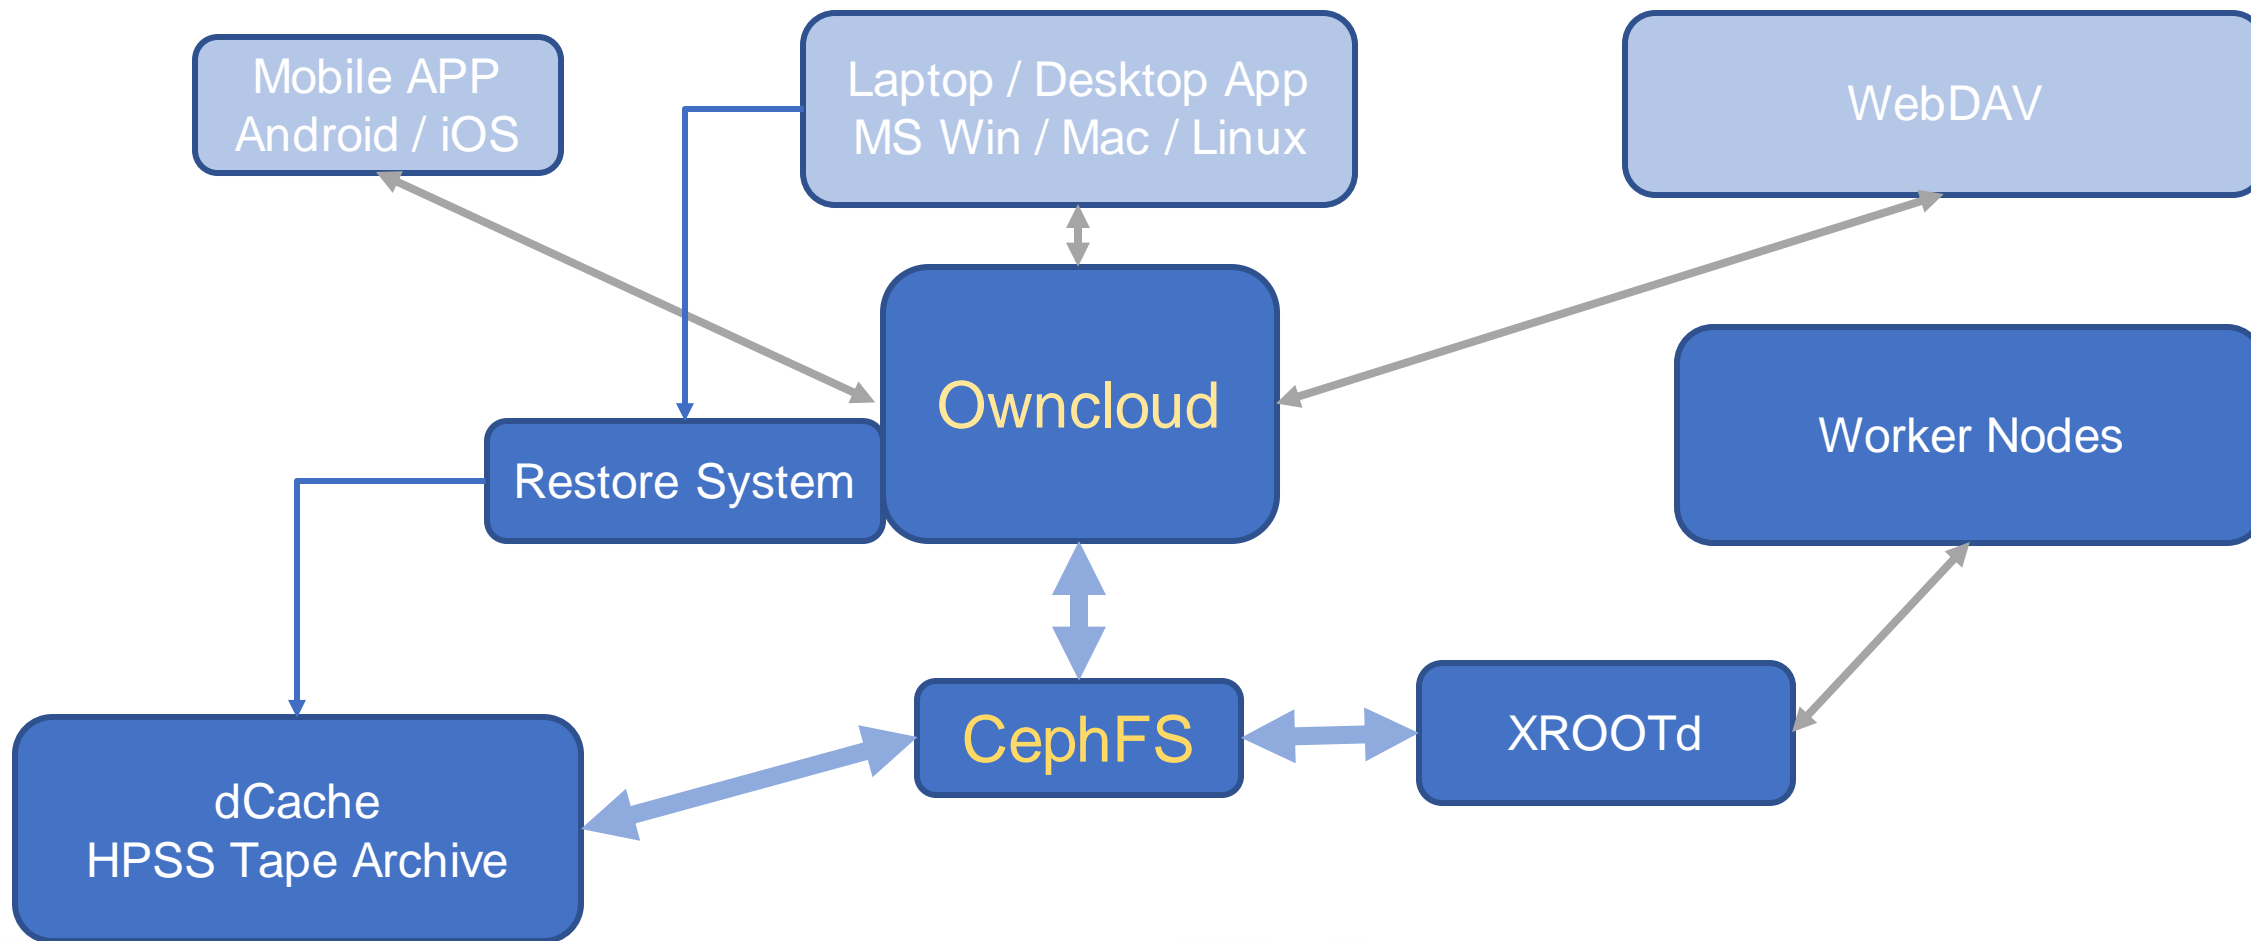 Mobile APP
Android / iOS
Laptop / Desktop App
MS Win / Mac / Linux
WebDAV
Owncloud
Worker Nodes
Restore System
CephFS
XROOTd
dCache
HPSS Tape Archive